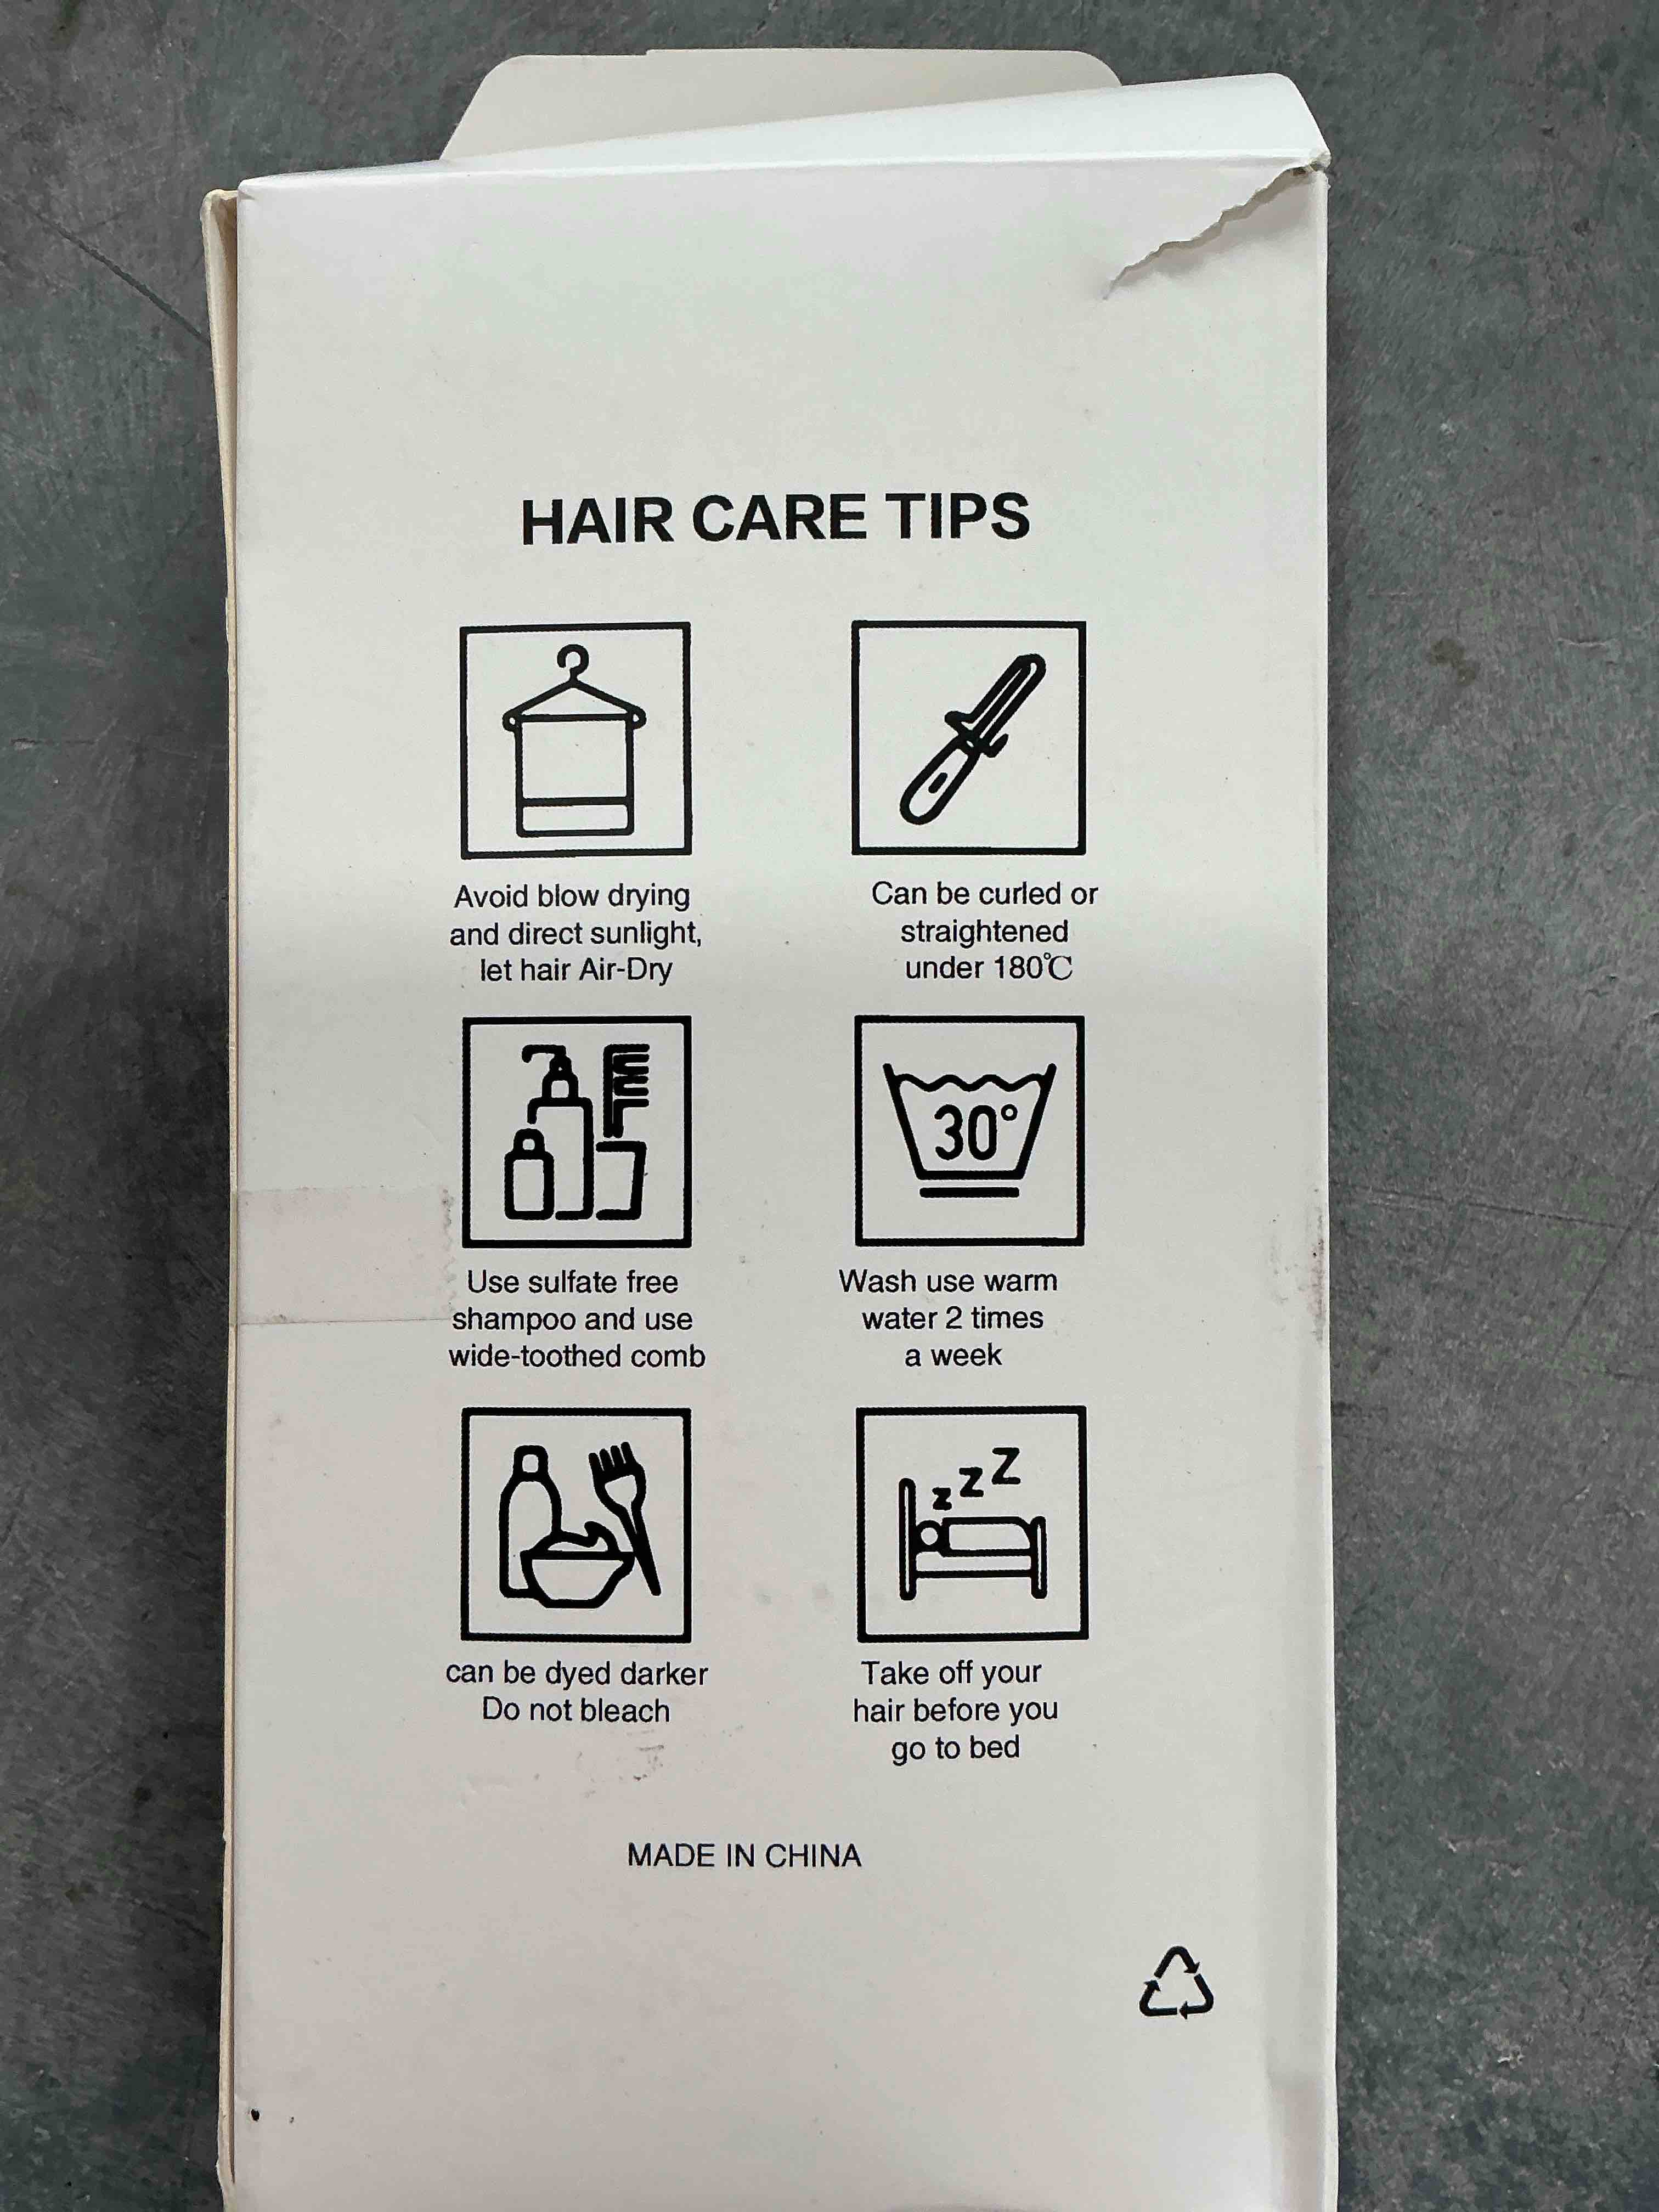 HAIR CARE TIPS
Avoid blow drying
and direct sunlight,
let hair Air-Dry
Can be curled or
straightened
under 180℃
Use sulfate free
shampoo and use
wide-toothed comb
30°
Wash use warm
water 2 times
a week
can be dyed darker
Do not bleach
z z Z
Take off your
hair before you
go to bed
MADE IN CHINA